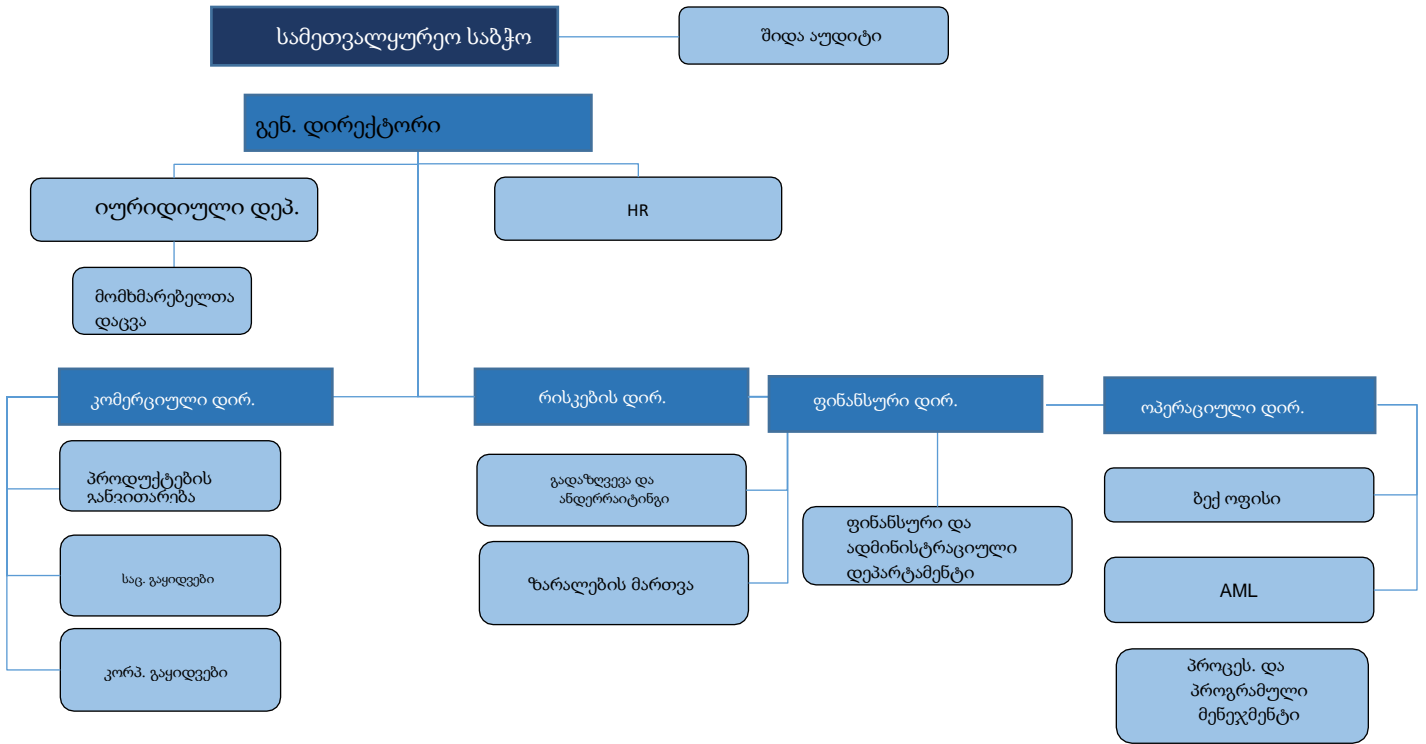 სამეთვალყურეო საბჭო
შიდა აუდიტი
გენ. დირექტორი
იურიდიული დეპ.
HR
მომხმარებელთა
დაცვა
კომერციული დირ.
რისკების დირ.
ფინანსური დირ.
ოპერაციული დირ.
პროდუქტების
განვითარება
გადაზღვევა და
ანდერრაიტინგი
ბექ ოფისი
ფინანსური და
ადმინისტრაციული
დეპარტამენტი
საც. გაყიდვები
ზარალების მართვა
AML
კორპ. გაყიდვები
პროცეს. და
პროგრამული
მენეჯმენტი